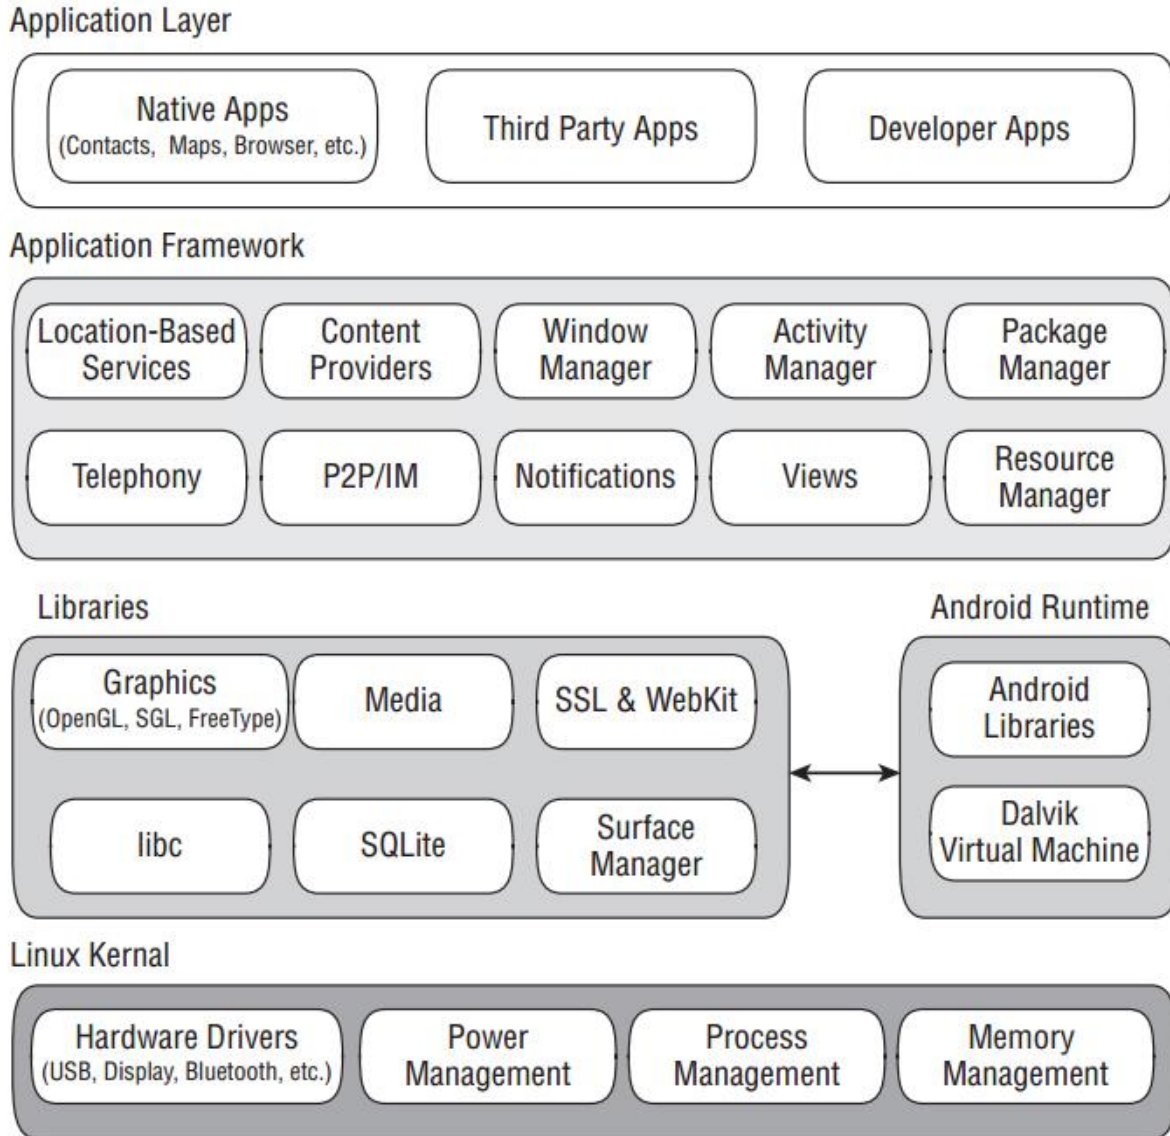 Application Layer
Native Apps
(Contacts, Maps, Browser, etc.)
Third Party Apps
Developer Apps
Application Framework
Location-Based
Services
Content
Providers
Window
Manager
Activity
Manager
Package
Manager
Telephony
P2P/IM
Notifications
Views
Resource
Manager
Libraries
Graphics
(OpenGL, SGL, FreeType)
Media
SSL & WebKit
libc
SQLite
Surface
Manager
Android Runtime
Android
Libraries
Dalvik
Virtual Machine
Linux Kernal
Hardware Drivers
(USB, Display, Bluetooth, etc.)
Power
Management
Process
Management
Memory
Management